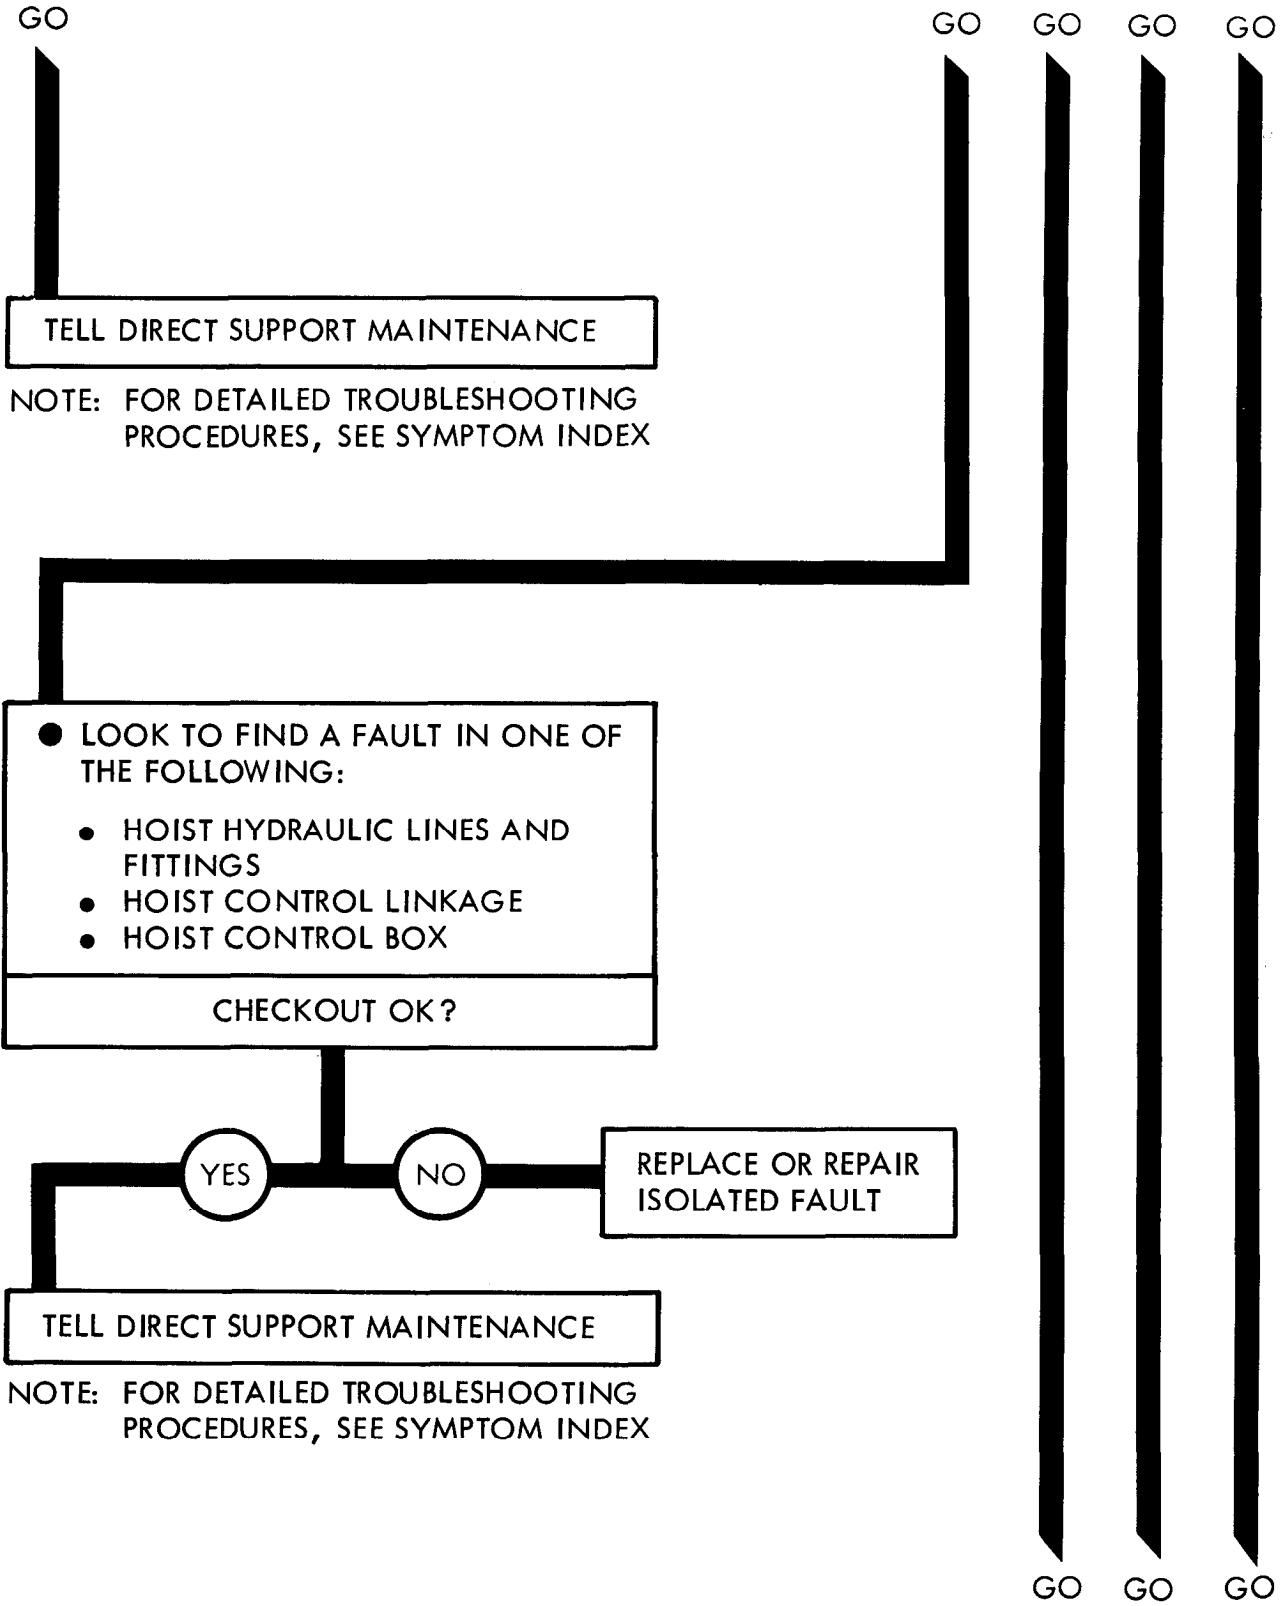 GO
GO GO GO GO
TELL DIRECT SUPPORT MAINTENANCE
NOTE: FOR DETAILED TROUBLESHOOTING
PROCEDURES, SEE SYMPTOM INDEX
● LOOK TO FIND A FAULT IN ONE OF
THE FOLLOWING:
● HOIST HYDRAULIC LINES AND
FITTINGS
● HOIST CONTROL LINKAGE
● HOIST CONTROL BOX
CHECKOUT OK?
YES NO
REPLACE OR REPAIR
ISOLATED FAULT
TELL DIRECT SUPPORT MAINTENANCE
NOTE: FOR DETAILED TROUBLESHOOTING
PROCEDURES, SEE SYMPTOM INDEX
GO GO GO